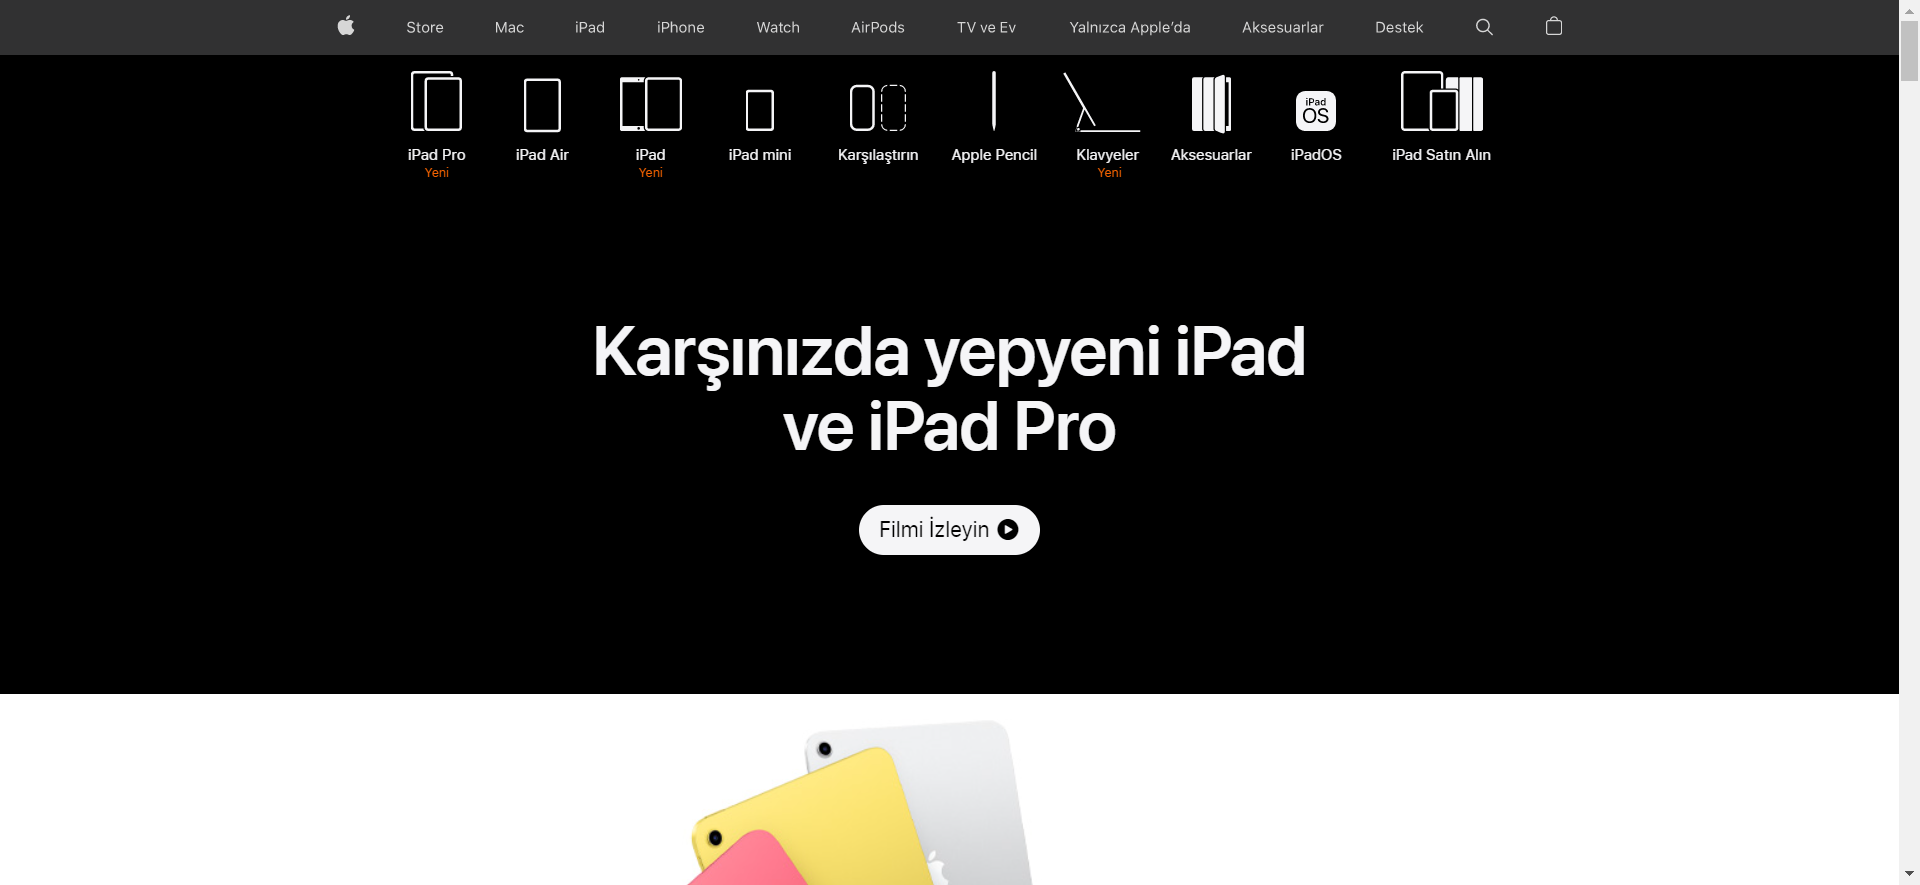 Store Mac iPad iPhone Watch AirPods TV ve Ev Yalnızca Apple’da Aksesuarlar Destek
iPad
OS
iPad Pro iPad Air iPad iPad mini Karşılaştırın Apple Pencil Klavyeler Aksesuarlar iPadOS iPad Satın Alın
Yeni Yeni Yeni
Karşınızda yepyeni iPad
ve iPad Pro
Filmi İzleyin